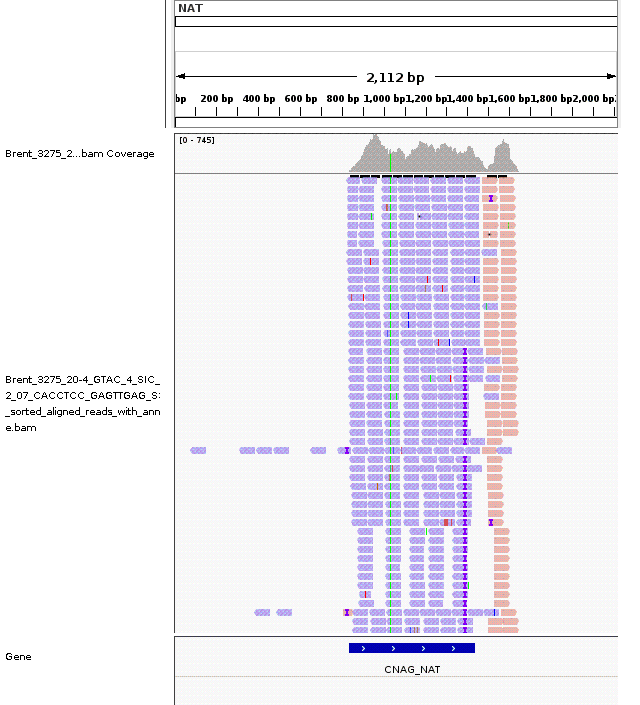 NAT
2,112 bp
bp 200 bp 400 bp 600 bp 800 bp 1,000 bp 1,200 bp 1,400 bp 1,600 bp 1,800 bp 2,000 bp
[0 - 745]
Brent_3275_2...bam Coverage
Brent_3275_20-4_GTAC_4_SIC_
2_07_CACCTCC_GAGTTGAG_S:
_sorted_aligned_reads_with_ann
e.bam
Gene
CNAG_NAT